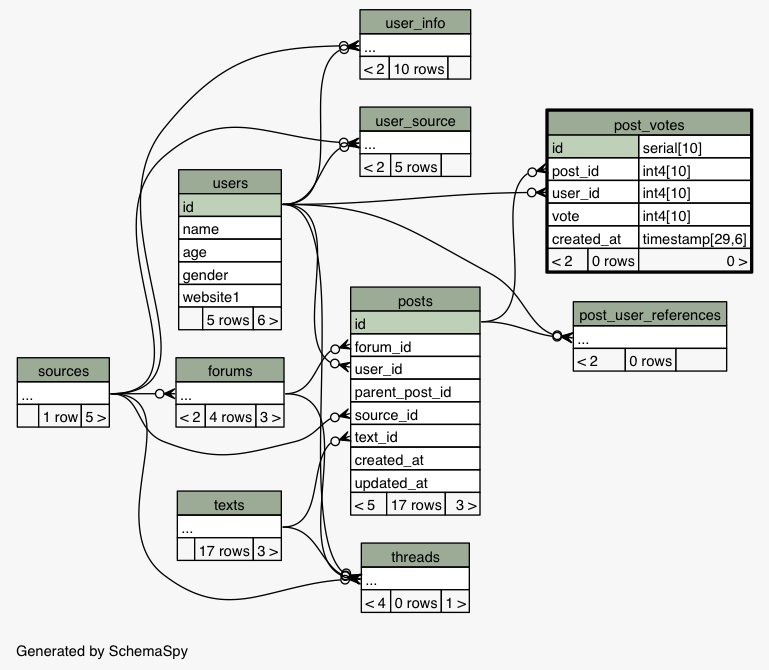 user_info
...
< 2 10 rows
user_source
...
< 2 5 rows
post_votes
id serial[10]
post_id int4[10]
user_id int4[10]
vote int4[10]
created_at timestamp[29,6]
< 2 0 rows 0 >
users
id
name
age
gender
website1
5 rows 6 >
posts
id
forum_id
user_id
parent_post_id
source_id
text_id
created_at
updated_at
< 5 17 rows 3 >
post_user_references
...
< 2 0 rows
sources
...
1 row 5 >
forums
...
< 2 4 rows 3 >
texts
...
17 rows 3 >
threads
...
< 4 0 rows 1 >
Generated by SchemaSpy